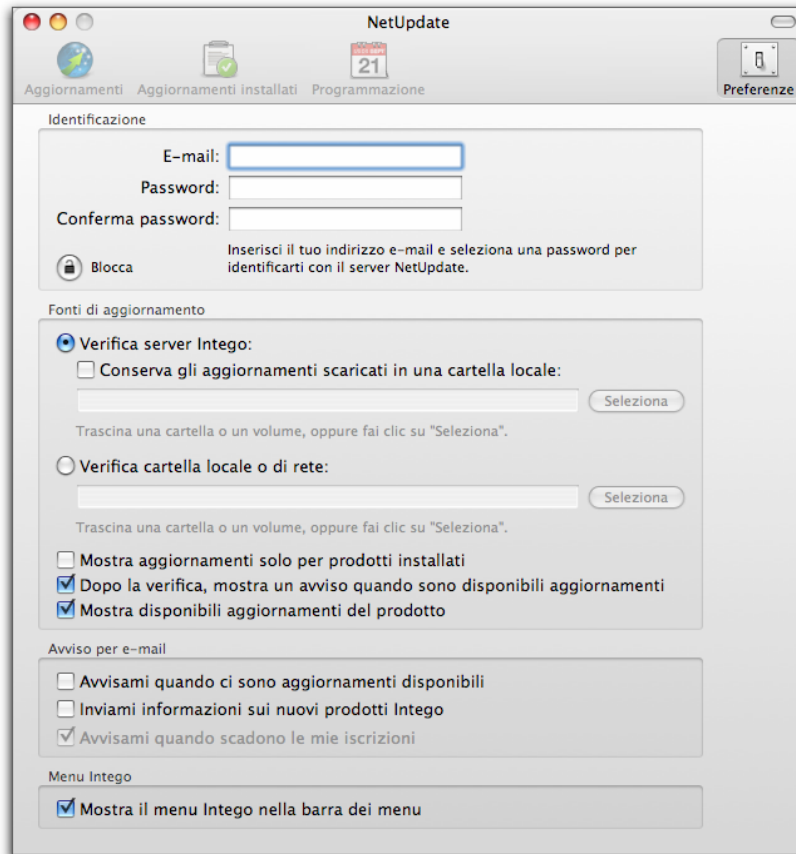 NetUpdate
Aggiornamenti Aggiornamenti installati Programmazione Preferenze
21
Identificazione
E-mail:
Password:
Conferma password:
Inserisci il tuo indirizzo e-mail e seleziona una password per
identificarti con il server NetUpdate.
Blocca
Fonti di aggiornamento
Verifica server Intego:
Conserva gli aggiornamenti scaricati in una cartella locale:
Seleziona
Trascina una cartella o un volume, oppure fai clic su "Seleziona".
Verifica cartella locale o di rete:
Seleziona
Trascina una cartella o un volume, oppure fai clic su "Seleziona".
Mostra aggiornamenti solo per prodotti installati
Dopo la verifica, mostra un avviso quando sono disponibili aggiornamenti
Mostra disponibili aggiornamenti del prodotto
Avviso per e-mail
Avvisami quando ci sono aggiornamenti disponibili
Inviami informazioni sui nuovi prodotti Intego
Avvisami quando scadono le mie iscrizioni
Menu Intego
Mostra il menu Intego nella barra dei menu